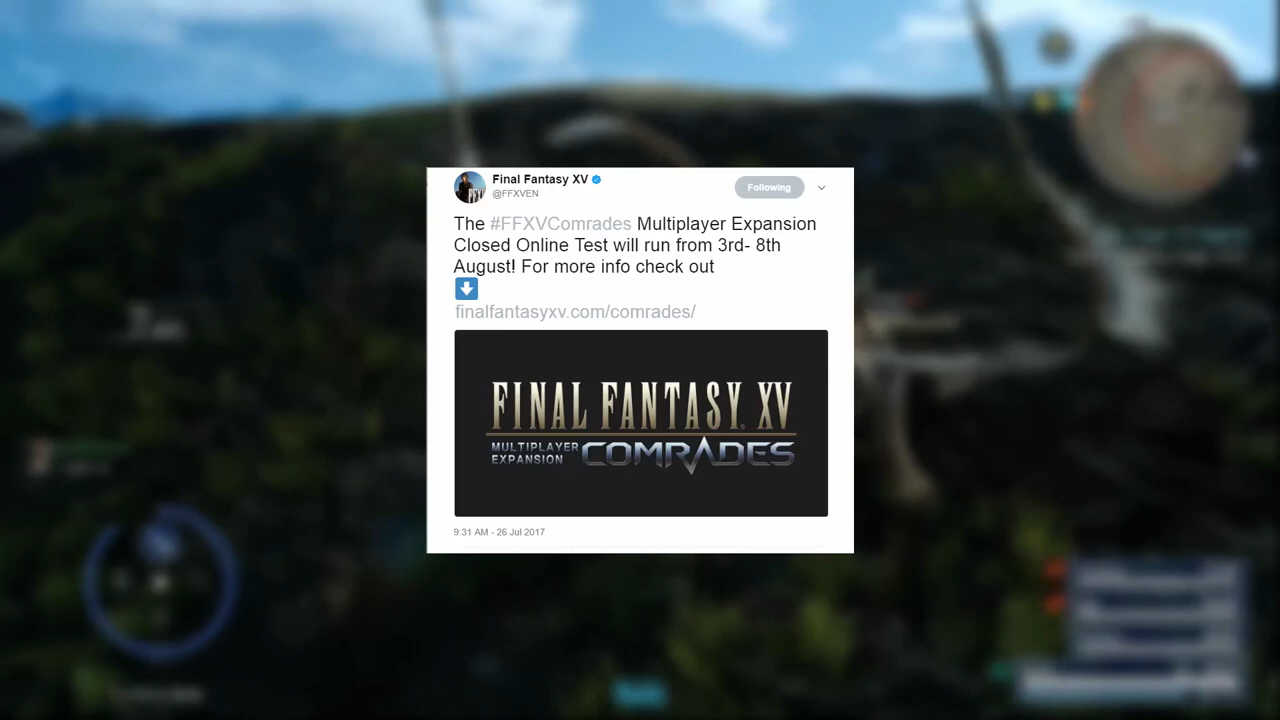 Final Fantasy XV
@FFXVEN
Following
The #FFXVComrades Multiplayer Expansion
Closed Online Test will run from 3rd- 8th
August! For more info check out
finalfantasyxv.com/comrades/
FINAL FANTASY XV
MULTIPLAYER
EXPANSION
COMRADES
9:31 AM - 26 Jul 2017